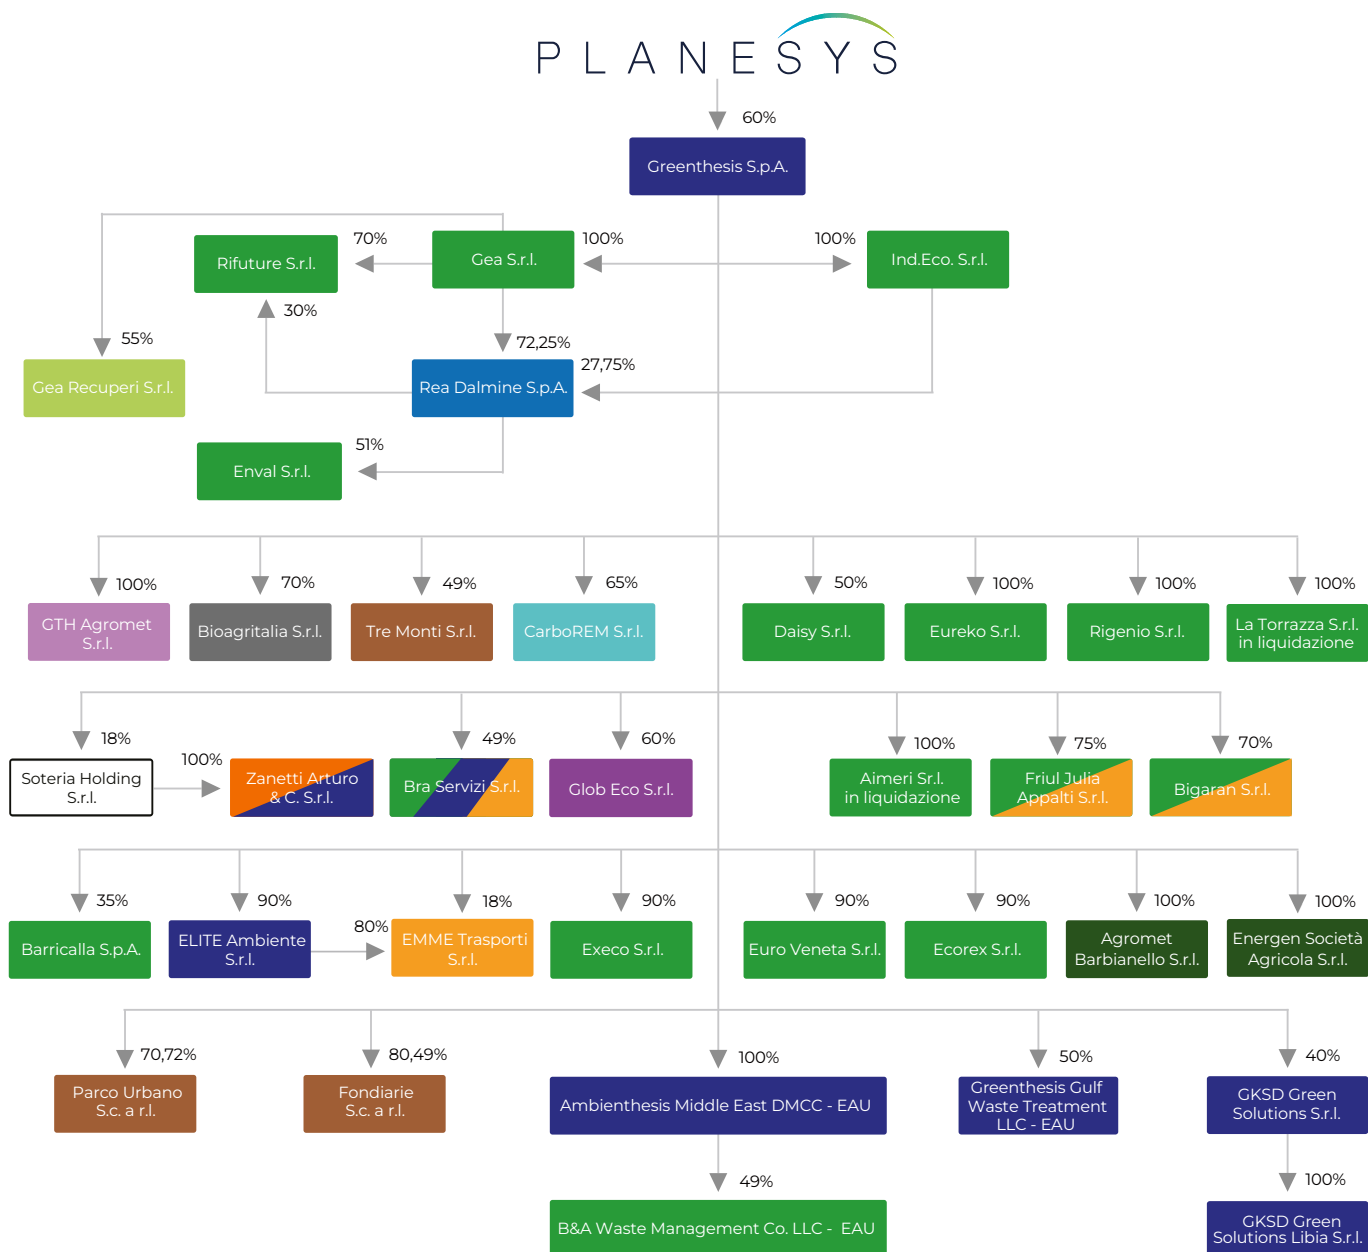 PLANESYS
60%
Greenthesis S.p.A.
70%
100%
100%
Rifuture S.r.l.
Gea S.r.l.
Ind.Eco. S.r.l.
30%
55%
72,25%
27,75%
Gea Recuperi S.r.l.
Rea Dalmine S.p.A.
51%
Enval S.r.l.
100%
70%
49%
65%
50%
100%
100%
100%
GTH Agromet
S.r.l.
Bioagritalia S.r.l.
Tre Monti S.r.l.
CarboREM S.r.l.
Daisy S.r.l.
Eureko S.r.l.
Rigenio S.r.l.
La Torrazza S.r.l.
in liquidazione
18%
100%
49%
60%
100%
75%
70%
Soteria Holding
S.r.l.
Zanetti Arturo
& C. S.r.l.
Bra Servizi S.r.l.
Glob Eco S.r.l.
Aimeri Sr.l.
in liquidazione
Friul Julia
Appalti S.r.l.
Bigaran S.r.l.
35%
90%
80%
18%
90%
90%
90%
100%
100%
Barricalla S.p.A.
ELITE Ambiente
S.r.l.
EMME Trasporti
S.r.l.
Execo S.r.l.
Euro Veneta S.r.l.
Ecorex S.r.l.
Agromet
Barbianello S.r.l.
Energen Società
Agricola S.r.l.
70,72%
80,49%
100%
50%
40%
Parco Urbano
S.c. a r.l.
Fondiarie
S.c. a r.l.
Ambienthesis Middle East DMCC - EAU
Greenthesis Gulf
Waste Treatment
LLC - EAU
GKSD Green
Solutions S.r.l.
49%
100%
B&A Waste Management Co. LLC - EAU
GKSD Green
Solutions Libia S.r.l.